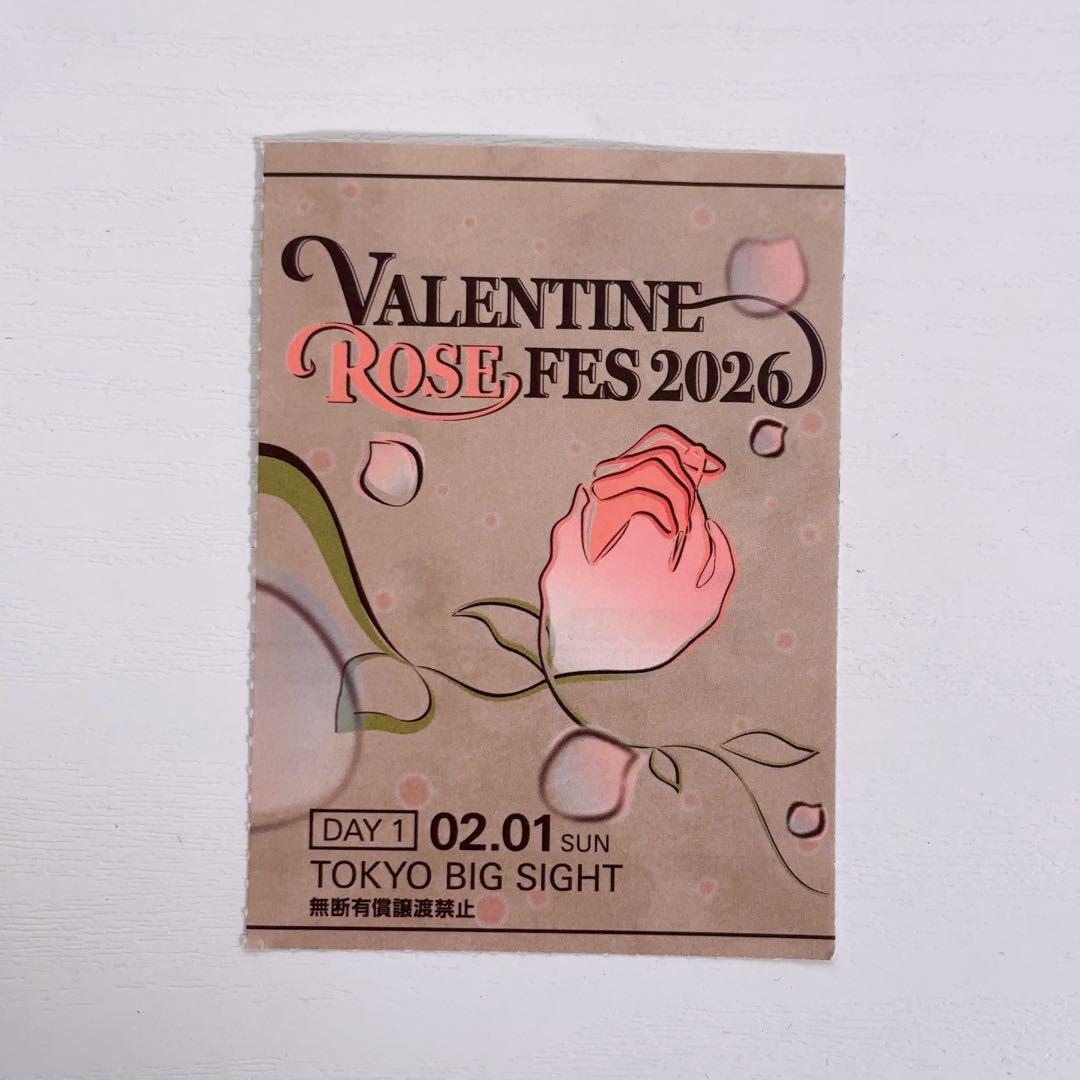 VALENTINE
ROSE FES 2026
DAY 1 02.01 SUN
TOKYO BIG SIGHT
無断有償譲渡禁止